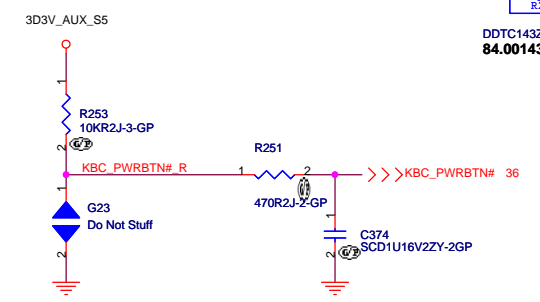 3D3V_AUX_S5
R
DDTC143Z
84.00143
1
R253
10KR2J-3-GP
2
G/P
KBC_PWRBTN#_R
R251
1
2
KBC_PWRBTN# 36
G/P
470R2J-2-GP
1
G23
Do Not Stuff
2
1
C374
SCD1U16V2ZY-2GP
2
G/P